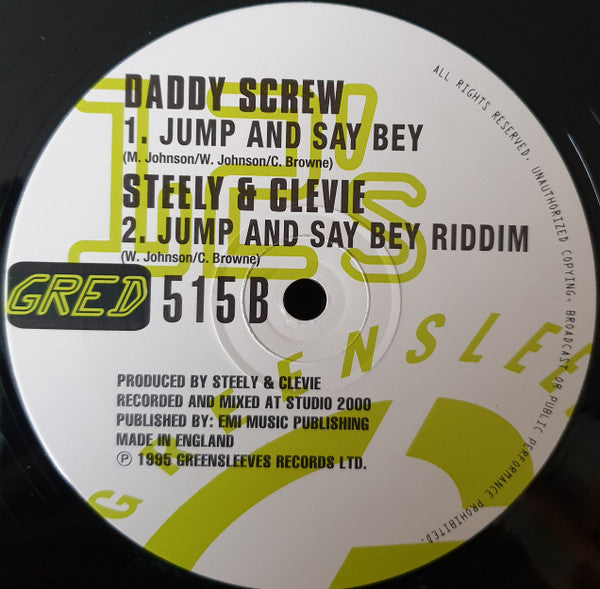 12's
DADDY SCREW
1. JUMP AND SAY BEY
(M. Johnson/W. Johnson/C. Browne)
STEELY & CLEVIE
2. JUMP AND SAY BEY RIDDIM
(W. Johnson/C. Browne)
GRED 515 B
PRODUCED BY STEELY & CLEVIE
RECORDED AND MIXED AT STUDIO 2000
PUBLISHED BY: EMI MUSIC PUBLISHING
MADE IN ENGLAND
℗ 1995 GREENSLEEVES RECORDS LTD.
ALL RIGHTS RESERVED. UNAUTHORIZED COPYING, BROADCAST OR PUBLIC PERFORMANCE PROHIBITED.